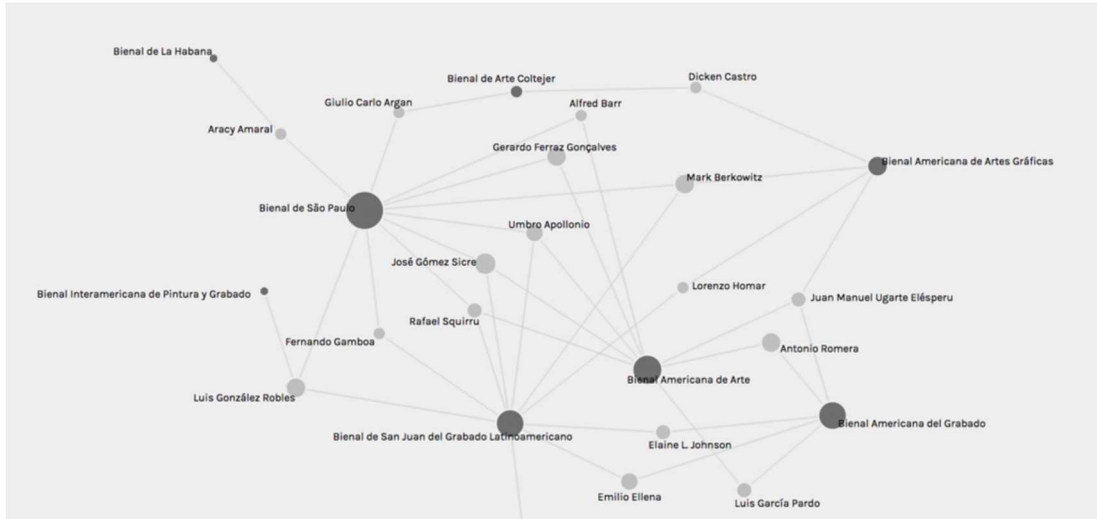 Bienal de La Habana
Bienal de Arte Coltejer
Dicken Castro
Giulio Carlo Argan
Alfred Barr
Aracy Amaral
Gerardo Ferraz Gonçalves
Bienal Americana de Artes Gráficas
Mark Berkowitz
Bienal de São Paulo
Umbro Apollonio
José Gómez Sicre
Lorenzo Homar
Bienal Interamericana de Pintura y Grabado
Juan Manuel Ugarte Elésperu
Rafael Squirru
Fernando Gamboa
Antonio Romera
Bienal Americana de Arte
Luis González Robles
Bienal Americana del Grabado
Bienal de San Juan del Grabado Latinoamericano
Elaine L. Johnson
Emilio Ellena
Luis García Pardo